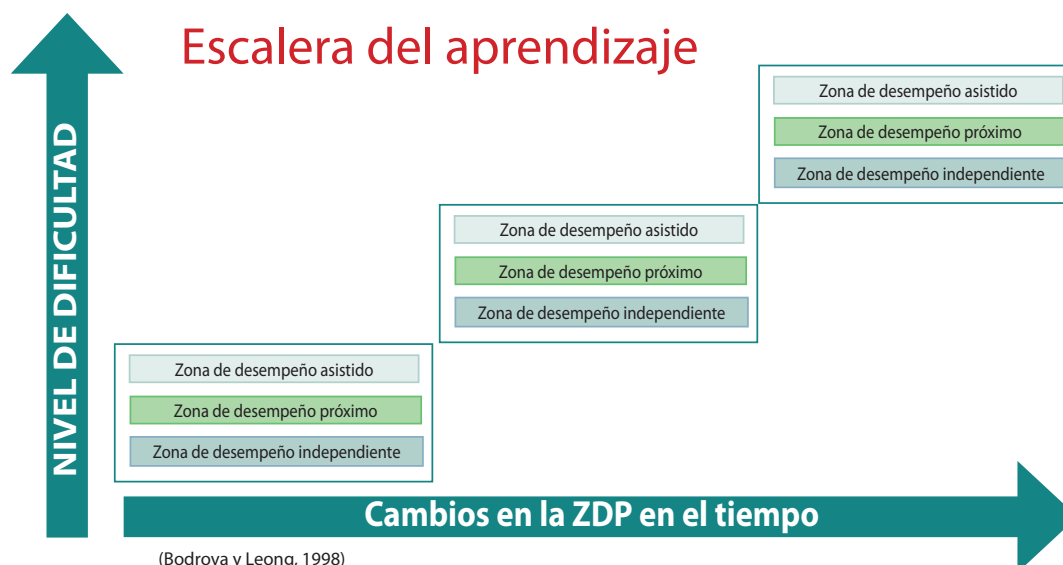 Escalera del aprendizaje
NIVEL DE DIFICULTAD
Zona de desempeño asistido
Zona de desempeño próximo
Zona de desempeño independiente
Zona de desempeño asistido
Zona de desempeño próximo
Zona de desempeño independiente
Zona de desempeño asistido
Zona de desempeño próximo
Zona de desempeño independiente
Cambios en la ZDP en el tiempo
(Bodrova y Leong, 1998)